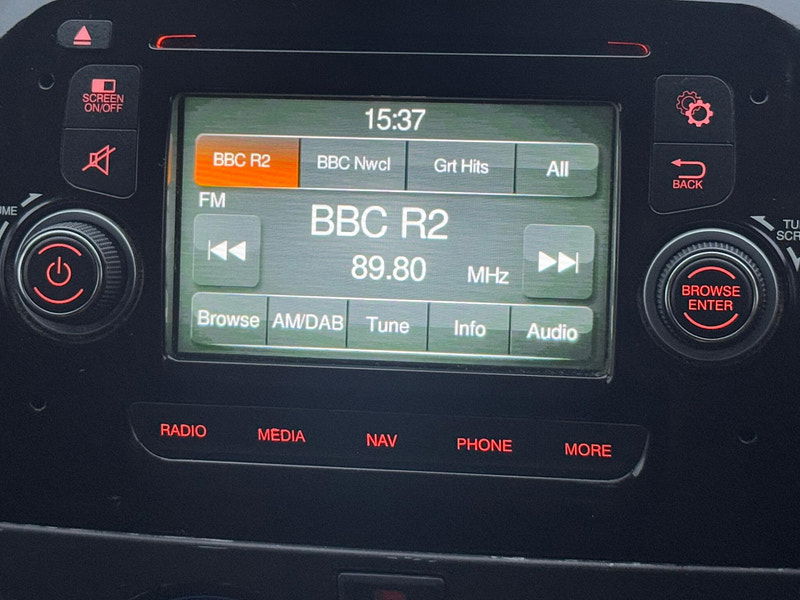 15:37
SCREEN
ON/OFF
BBC R2
BBC Nwcl
Grt Hits
All
BACK
FM
BBC R2
89.80 MHz
BROWSE
ENTER
Browse
AM/DAB
Tune
Info
Audio
RADIO
MEDIA
NAV
PHONE
MORE